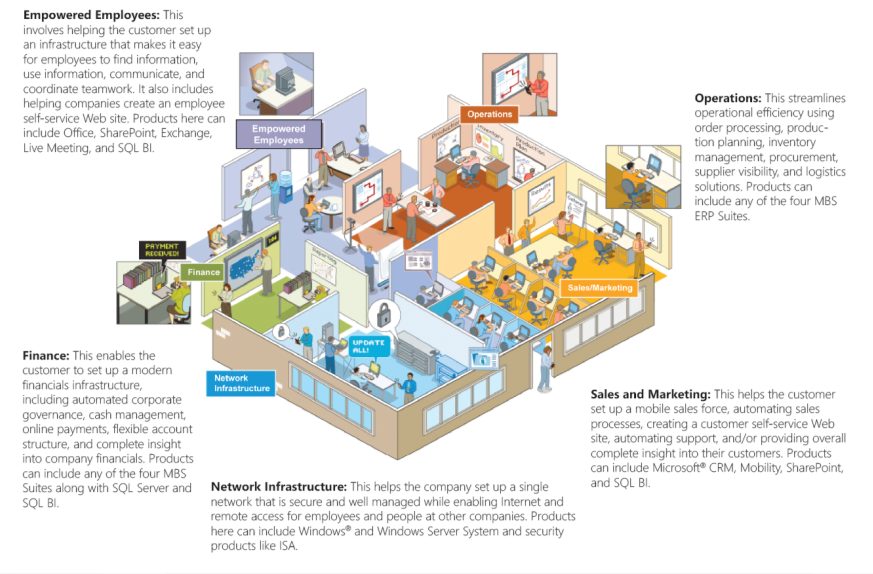 Empowered Employees: This
involves helping the customer set up
an infrastructure that makes it easy
for employees to find information,
use information, communicate, and
coordinate teamwork. It also includes
helping companies create an employee
self-service Web site. Products here can
include Office, SharePoint, Exchange,
Live Meeting, and SQL BI.
Empowered
Employees
Operations
Production
Inventory
Production
Plan
Operations: This streamlines
operational efficiency using
order processing, produc-
tion planning, inventory
management, procurement,
supplier visibility, and logistics
solutions. Products can
include any of the four MBS
ERP Suites.
PAYMENT
RECEIVED!
Finance
Reporting
Sales/Marketing
UPDATE
ALL!
Network
Infrastructure
Finance: This enables the
customer to set up a modern
financials infrastructure,
including automated corporate
governance, cash management,
online payments, flexible account
structure, and complete insight
into company financials. Products
can include any of the four MBS
Suites along with SQL Server and
SQL BI.
Sales and Marketing: This helps the customer
set up a mobile sales force, automating sales
processes, creating a customer self-service Web
site, automating support, and/or providing overall
complete insight into their customers. Products
can include Microsoft® CRM, Mobility, SharePoint,
and SQL BI.
Network Infrastructure: This helps the company set up a single
network that is secure and well managed while enabling Internet and
remote access for employees and people at other companies. Products
here can include Windows® and Windows Server System and security
products like ISA.